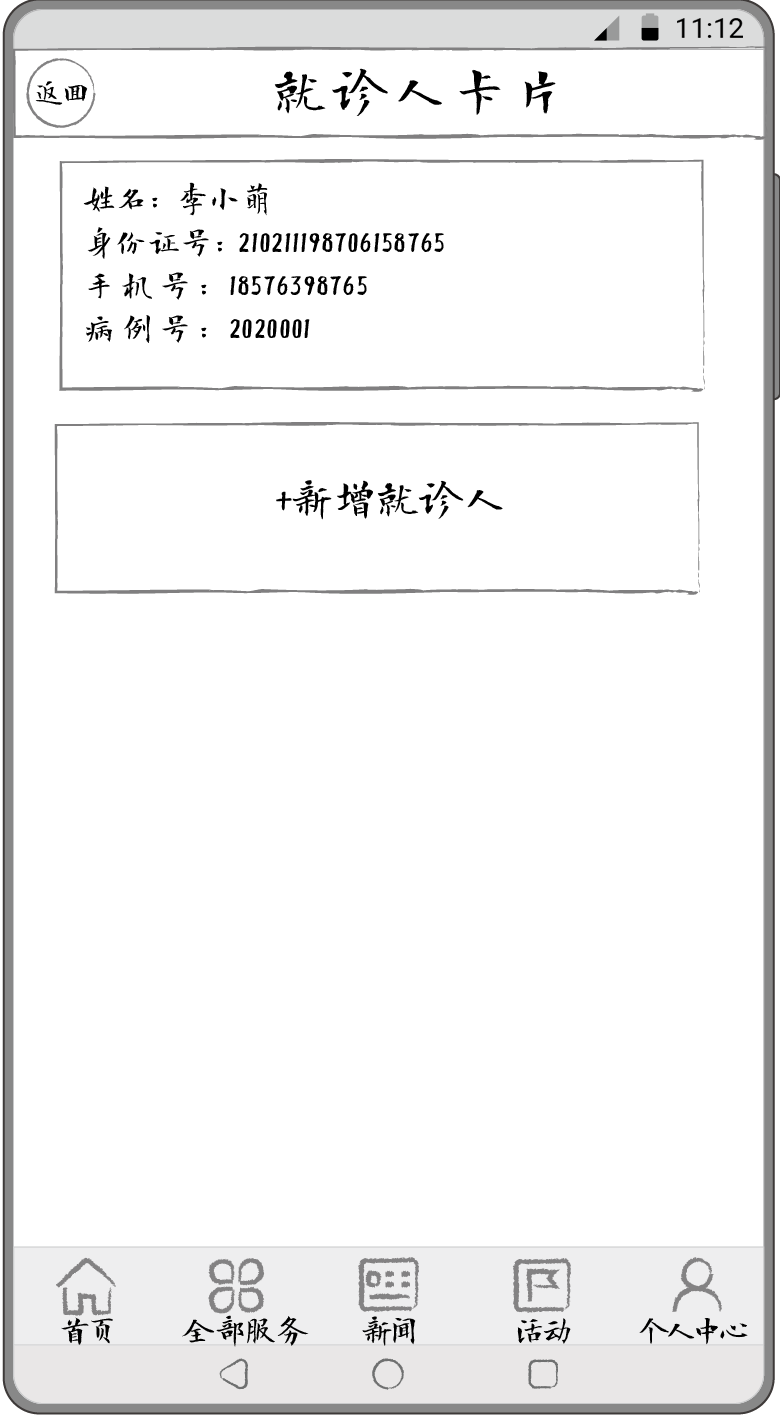 11:12
返回
就诊人卡片
姓名：李小萌
身份证号：210211198706158765
手机号：18576398765
病例号：2020001
+新增就诊人
首页 全部服务 新闻 活动 个人中心